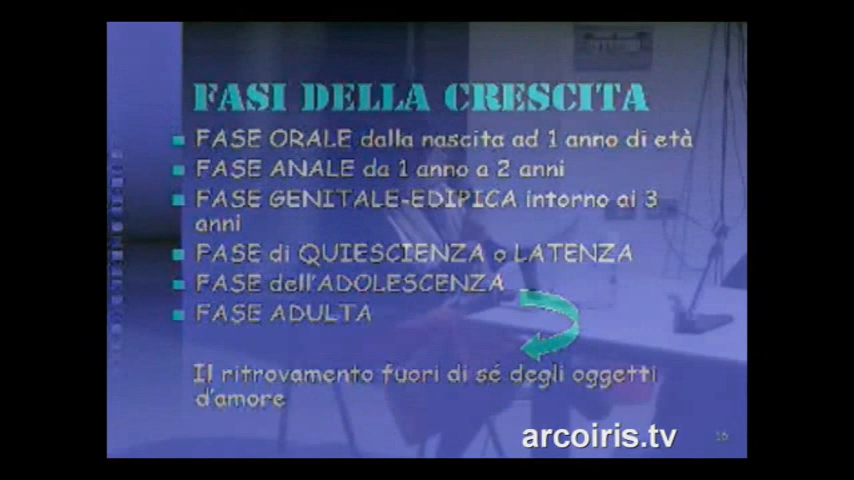 FASI DELLA CRESCITA
FASE ORALE dalla nascita ad 1 anno di età
FASE ANALE da 1 anno a 2 anni
FASE GENITALE-EDIPICA intorno ai 3
anni
FASE di QUIESCIENZA o LATENZA
FASE dell'ADOLESCENZA
FASE ADULTA
Il ritrovamento fuori di sé degli oggetti
d'amore
arcoiris.tv
16